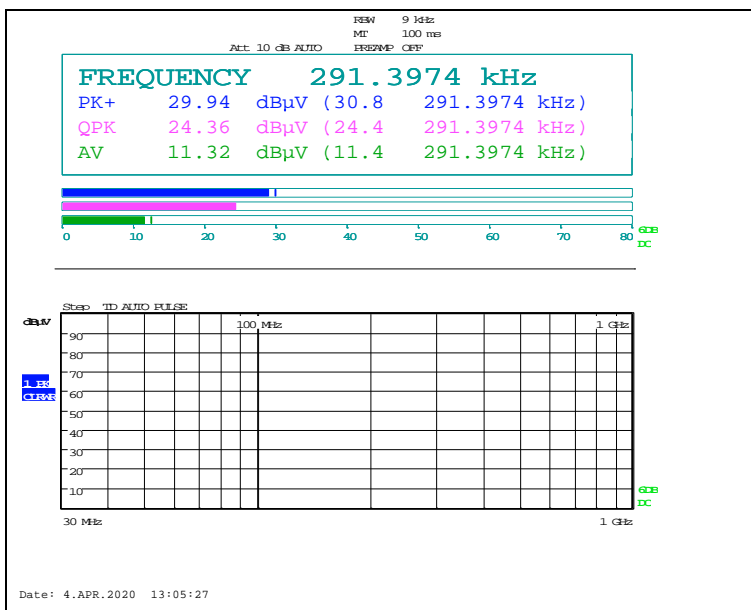 RBW 9 kHz
MT 100 ms
Att 10 dB AUTO PREAMP OFF
FREQUENCY 291.3974 kHz
PK+ 29.94 dBµV (30.8 291.3974 kHz)
QPK 24.36 dBµV (24.4 291.3974 kHz)
AV 11.32 dBµV (11.4 291.3974 kHz)
0 10 20 30 40 50 60 70 80
6DB
DC
Step TD AUTO PULSE
dBµV
100 MHz 1 GHz
90
80
70
1 PK
CLRWR
60
50
40
30
20
10
6DB
DC
30 MHz 1 GHz
Date: 4.APR.2020 13:05:27